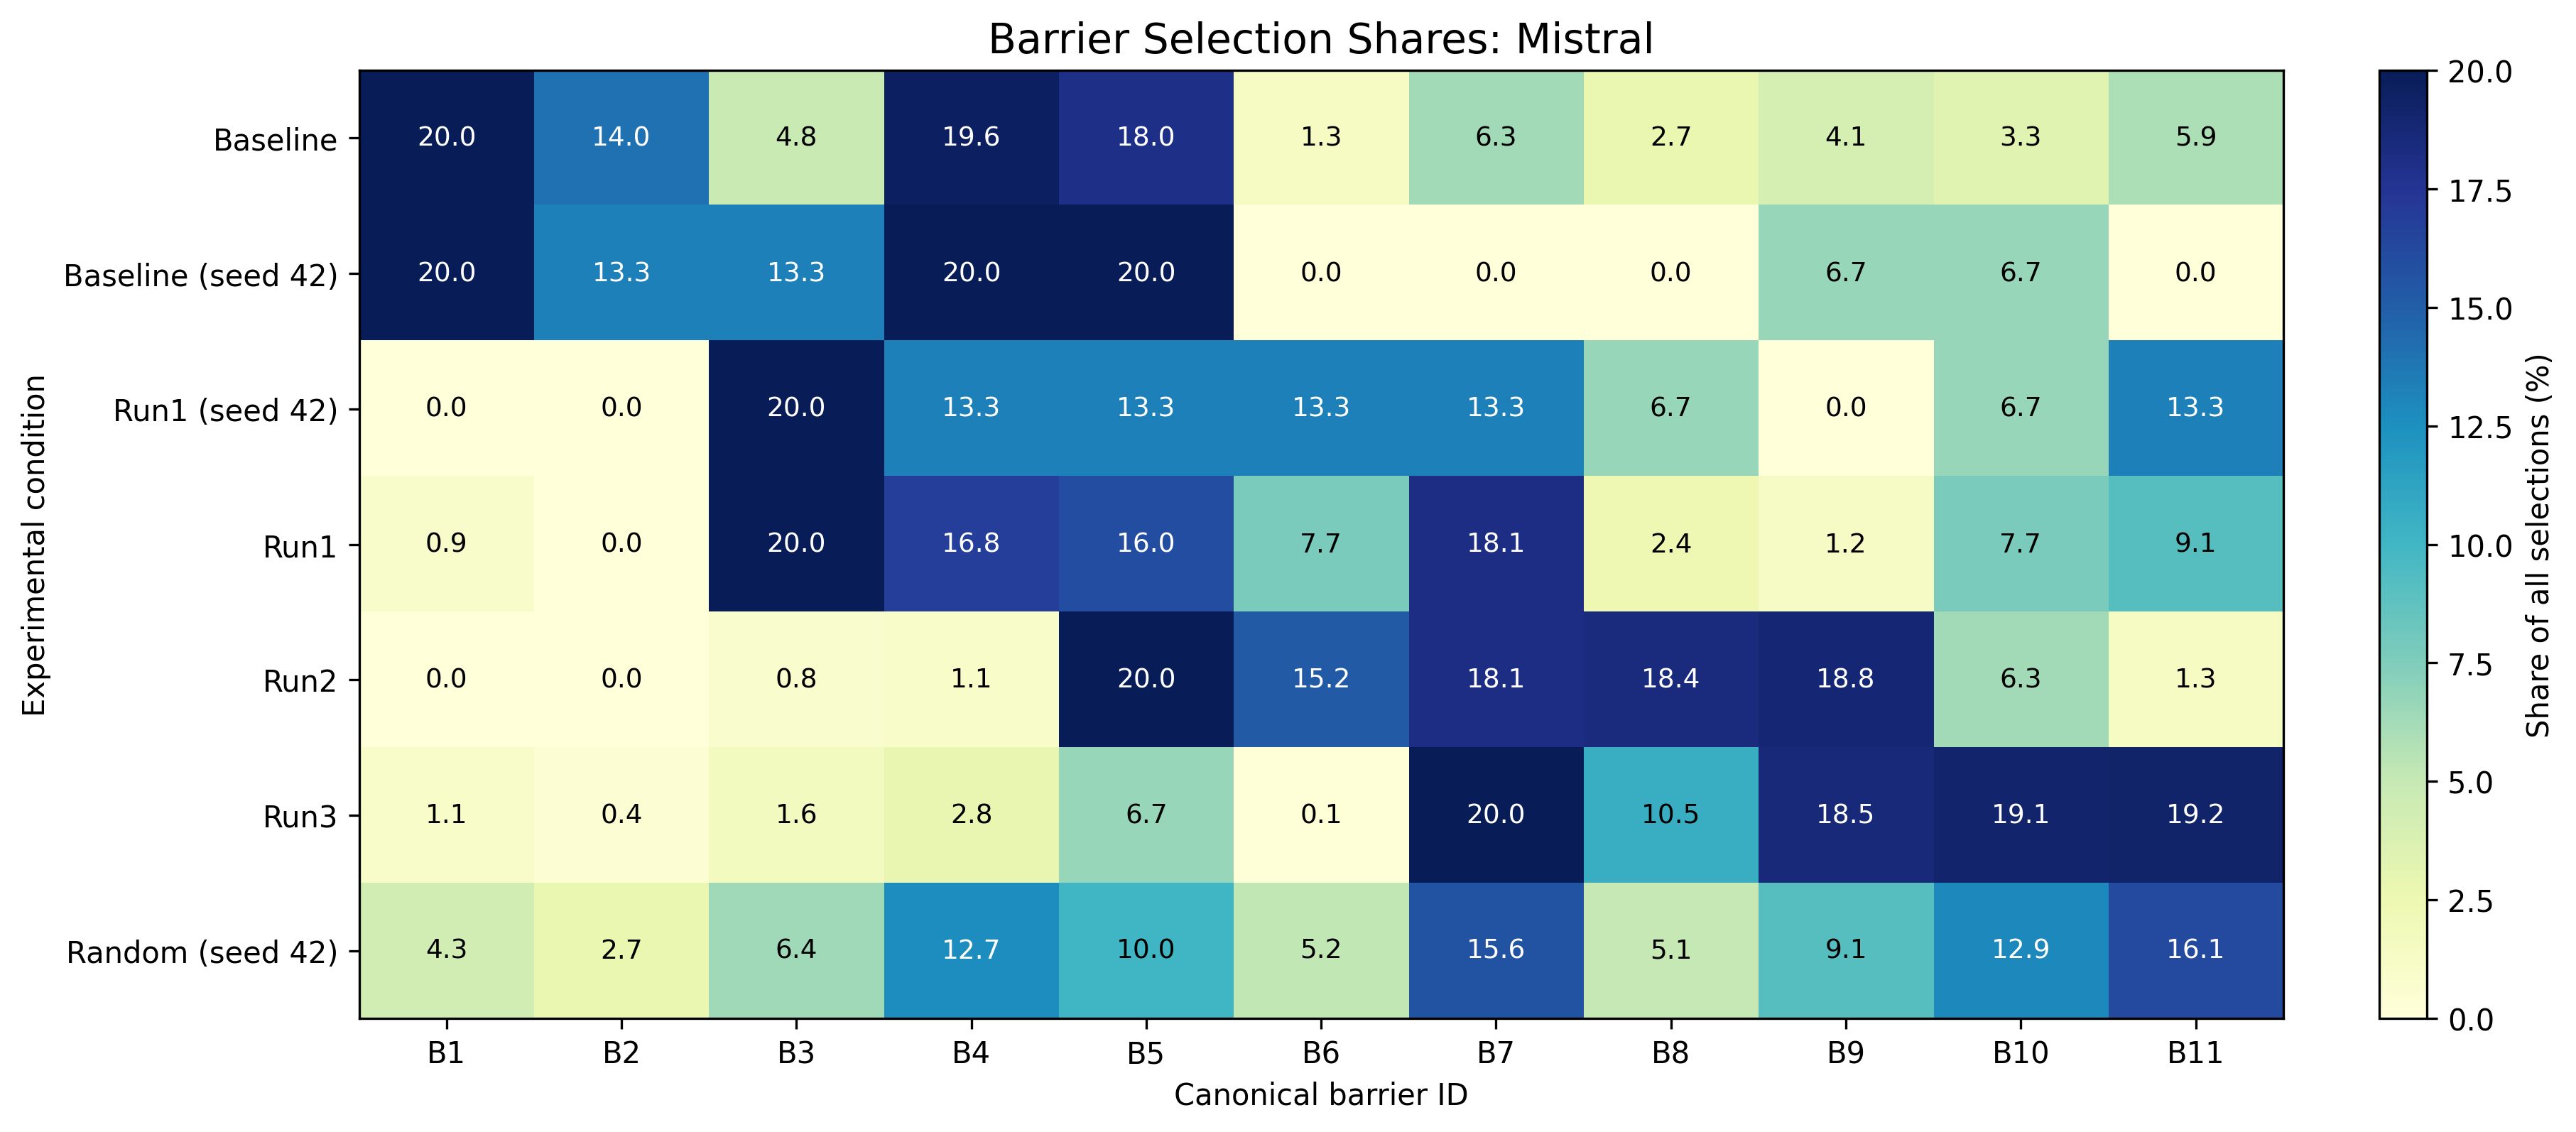 Barrier Selection Shares: Mistral
Experimental condition
Baseline 20.0 14.0 4.8 19.6 18.0 1.3 6.3 2.7 4.1 3.3 5.9
Baseline (seed 42) 20.0 13.3 13.3 20.0 20.0 0.0 0.0 0.0 6.7 6.7 0.0
Run1 (seed 42) 0.0 0.0 20.0 13.3 13.3 13.3 13.3 6.7 0.0 6.7 13.3
Run1 0.9 0.0 20.0 16.8 16.0 7.7 18.1 2.4 1.2 7.7 9.1
Run2 0.0 0.0 0.8 1.1 20.0 15.2 18.1 18.4 18.8 6.3 1.3
Run3 1.1 0.4 1.6 2.8 6.7 0.1 20.0 10.5 18.5 19.1 19.2
Random (seed 42) 4.3 2.7 6.4 12.7 10.0 5.2 15.6 5.1 9.1 12.9 16.1
B1 B2 B3 B4 B5 B6 B7 B8 B9 B10 B11
Canonical barrier ID
20.0
17.5
15.0
12.5
10.0
7.5
5.0
2.5
0.0
Share of all selections (%)